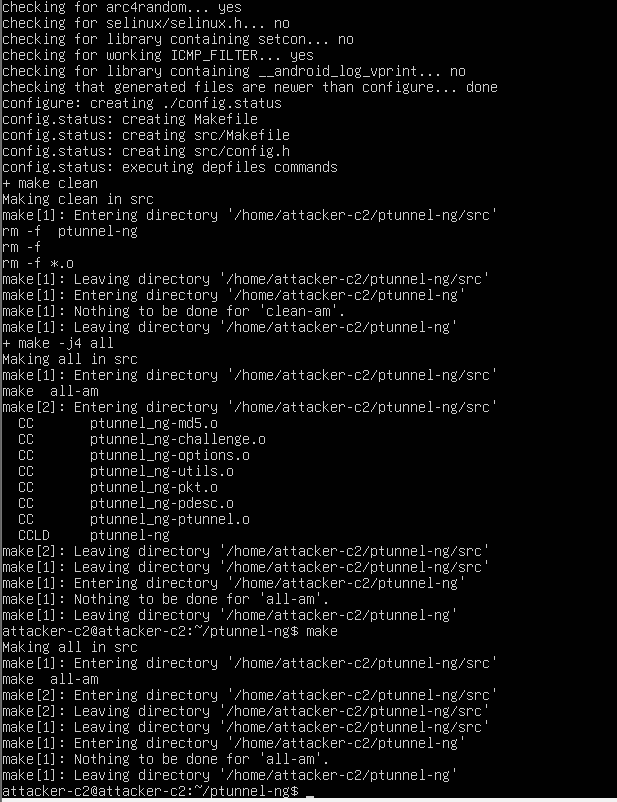 checking for arc4random... yes
checking for selinux/selinux.h... no
checking for library containing setcon... no
checking for working ICMP_FILTER... yes
checking for library containing __android_log_vprint... no
checking that generated files are newer than configure... done
configure: creating ./config.status
config.status: creating Makefile
config.status: creating src/Makefile
config.status: creating src/config.h
config.status: executing depfiles commands
+ make clean
Making clean in src
make[1]: Entering directory '/home/attacker-c2/ptunnel-ng/src'
rm -f  ptunnel-ng
rm -f
rm -f *.o
make[1]: Leaving directory '/home/attacker-c2/ptunnel-ng/src'
make[1]: Entering directory '/home/attacker-c2/ptunnel-ng'
make[1]: Nothing to be done for 'clean-am'.
make[1]: Leaving directory '/home/attacker-c2/ptunnel-ng'
+ make -j4 all
Making all in src
make[1]: Entering directory '/home/attacker-c2/ptunnel-ng/src'
make  all-am
make[2]: Entering directory '/home/attacker-c2/ptunnel-ng/src'
  CC       ptunnel_ng-md5.o
  CC       ptunnel_ng-challenge.o
  CC       ptunnel_ng-options.o
  CC       ptunnel_ng-utils.o
  CC       ptunnel_ng-pkt.o
  CC       ptunnel_ng-pdesc.o
  CC       ptunnel_ng-ptunnel.o
  CCLD     ptunnel-ng
make[2]: Leaving directory '/home/attacker-c2/ptunnel-ng/src'
make[1]: Leaving directory '/home/attacker-c2/ptunnel-ng/src'
make[1]: Entering directory '/home/attacker-c2/ptunnel-ng'
make[1]: Nothing to be done for 'all-am'.
make[1]: Leaving directory '/home/attacker-c2/ptunnel-ng'
attacker-c2@attacker-c2:~/ptunnel-ng$ make
Making all in src
make[1]: Entering directory '/home/attacker-c2/ptunnel-ng/src'
make  all-am
make[2]: Entering directory '/home/attacker-c2/ptunnel-ng/src'
make[2]: Leaving directory '/home/attacker-c2/ptunnel-ng/src'
make[1]: Leaving directory '/home/attacker-c2/ptunnel-ng/src'
make[1]: Entering directory '/home/attacker-c2/ptunnel-ng'
make[1]: Nothing to be done for 'all-am'.
make[1]: Leaving directory '/home/attacker-c2/ptunnel-ng'
attacker-c2@attacker-c2:~/ptunnel-ng$ _